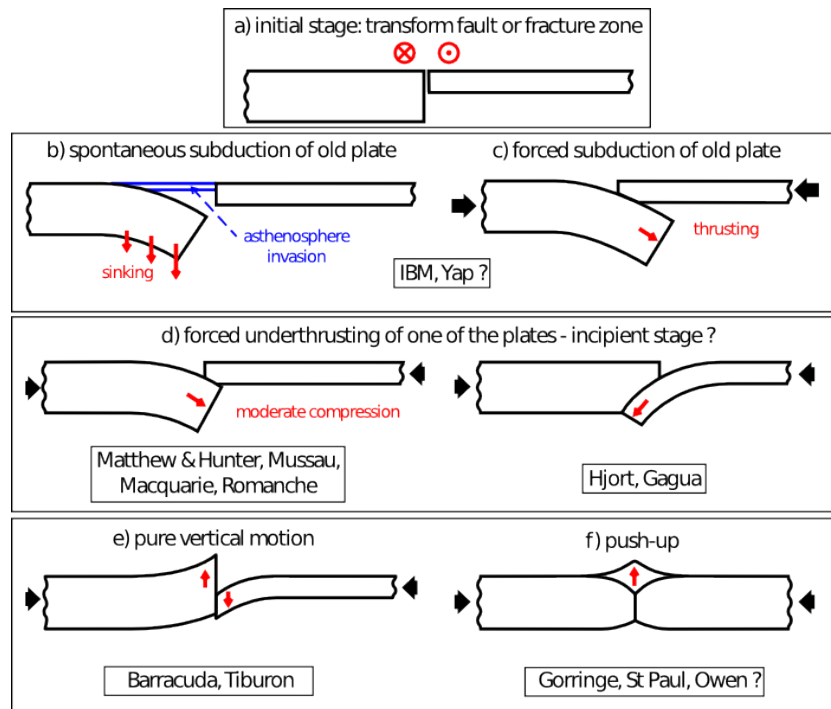 a) initial stage: transform fault or fracture zone
b) spontaneous subduction of old plate
c) forced subduction of old plate
sinking
asthenosphere
invasion
thrusting
IBM, Yap ?
d) forced underthrusting of one of the plates - incipient stage ?
moderate compression
Matthew & Hunter, Mussau,
Macquarie, Romanche
Hjort, Gagua
e) pure vertical motion
f) push-up
Barracuda, Tiburon
Gorringe, St Paul, Owen ?